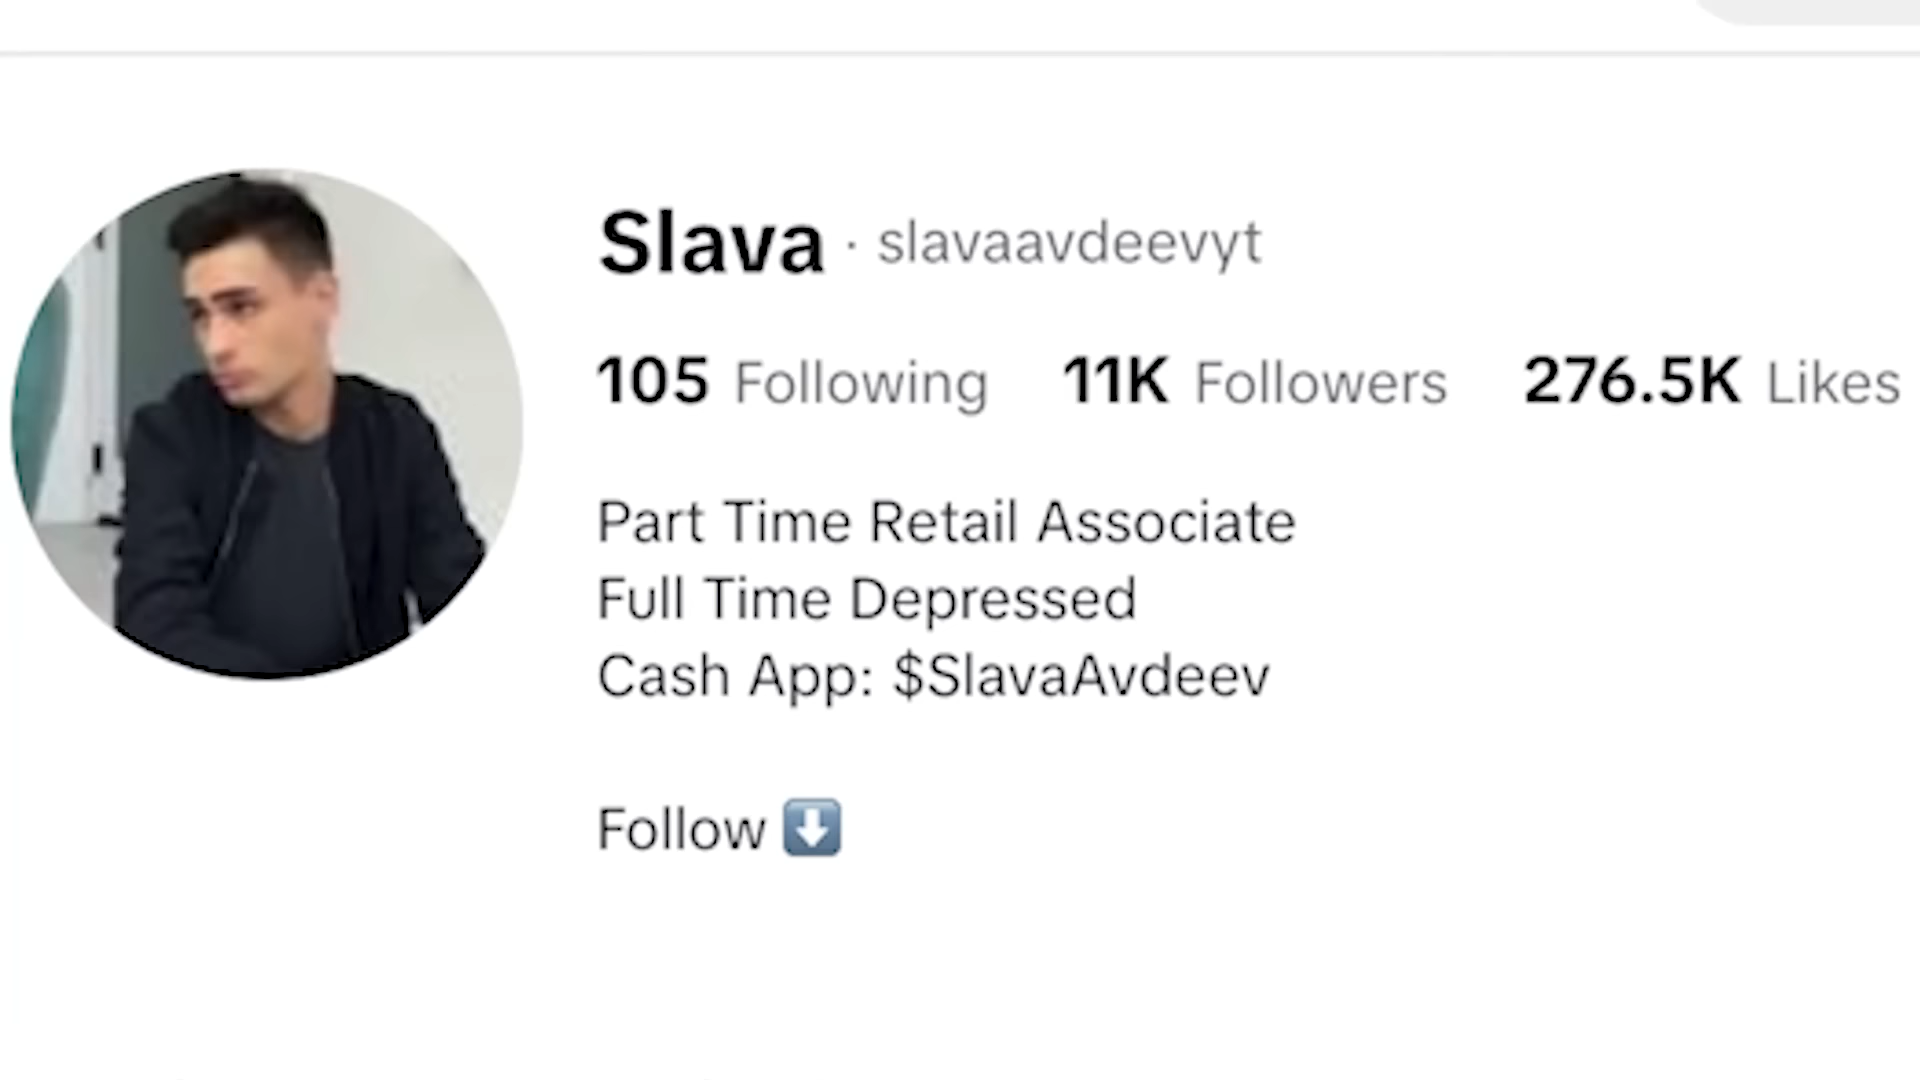 Slava · slavaavdeevyt
105 Following 11K Followers 276.5K Likes
Part Time Retail Associate
Full Time Depressed
Cash App: $SlavaAvdeev
Follow ⬇️